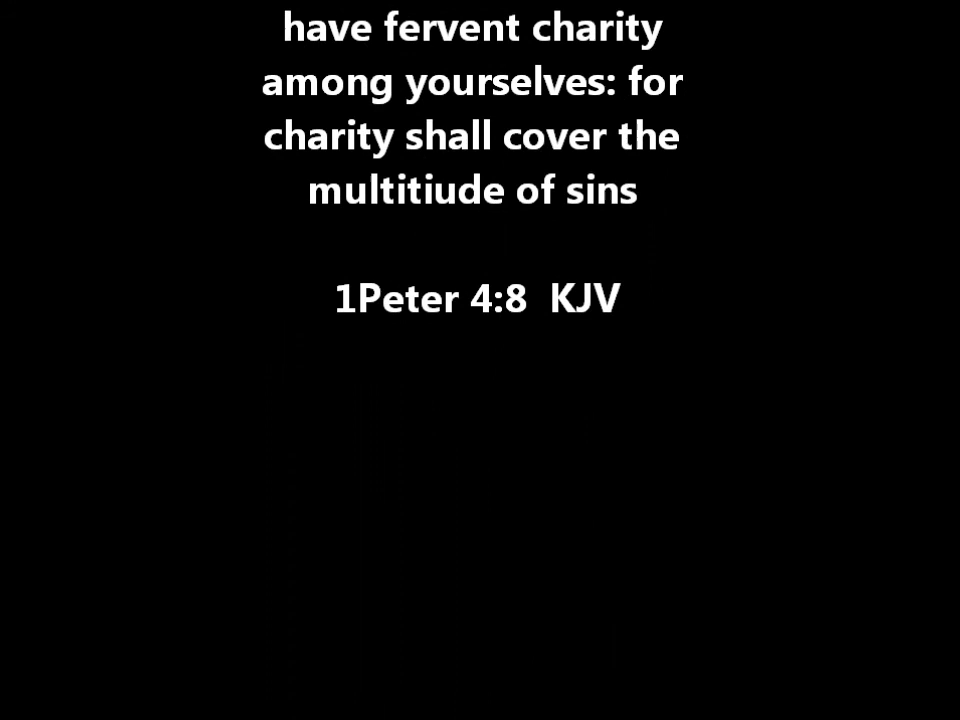 have fervent charity
among yourselves: for
charity shall cover the
multitiude of sins
1Peter 4:8  KJV